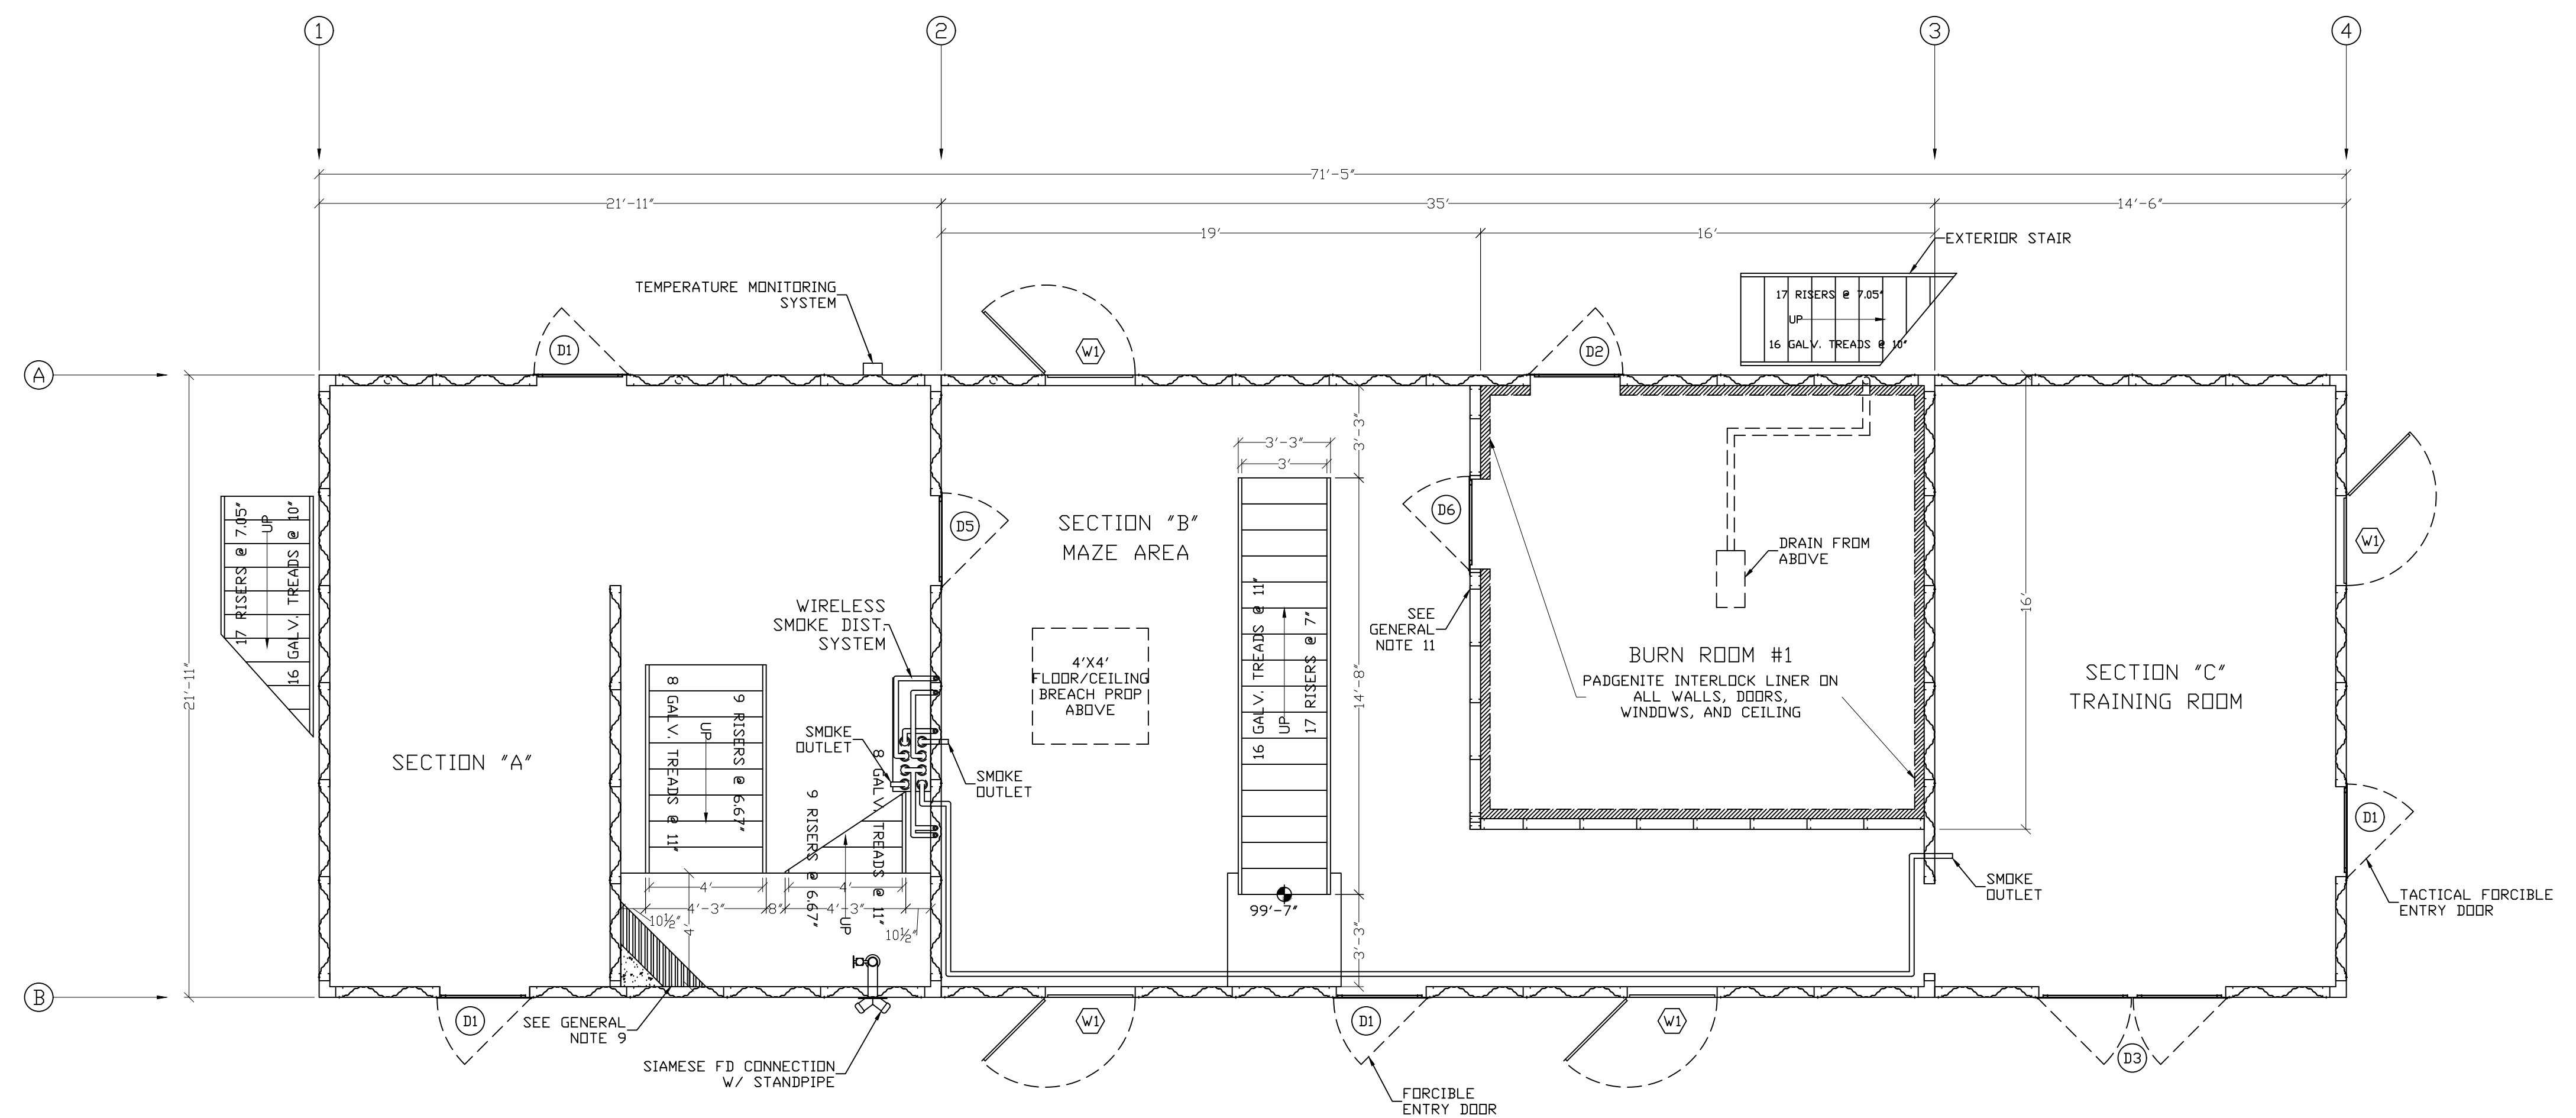 1
2
3
4
71'-5"
21'-11"
35'
14'-6"
19'
16'
EXTERIOR STAIR
TEMPERATURE MONITORING
SYSTEM
17 RISERS @ 7.05"
UP
16 GALV. TREADS @ 10"
D1
W1
D2
A
3'-3"
3'-3"
3'
17 RISERS @ 7.05"
UP
16 GALV. TREADS @ 10"
D5
SECTION "B"
MAZE AREA
D6
W1
DRAIN FROM
ABOVE
WIRELESS
SMOKE DIST.
SYSTEM
SEE
GENERAL
NOTE 11
16'
21'-11"
4'X4'
FLOOR/CEILING
BREACH PROP
ABOVE
16 GALV. TREADS @ 11"
UP
17 RISERS @ 7"
14'-8"
BURN ROOM #1
PADGENITE INTERLOCK LINER ON
ALL WALLS, DOORS,
WINDOWS, AND CEILING
SECTION "C"
TRAINING ROOM
8 GALV. TREADS @ 11"
UP
9 RISERS @ 6.67"
SMOKE
OUTLET
SECTION "A"
SMOKE
OUTLET
9 RISERS @ 6.67"
UP
8 GALV. TREADS @ 11"
D1
4'
4'
4'-3"
8"
4'-3"
10½"
4'
10½"
99'-7"
SMOKE
OUTLET
TACTICAL FORCIBLE
ENTRY DOOR
3'-3"
B
D1
SEE GENERAL
NOTE 9
W1
D1
W1
D3
SIAMESE FD CONNECTION
W/ STANDPIPE
FORCIBLE
ENTRY DOOR